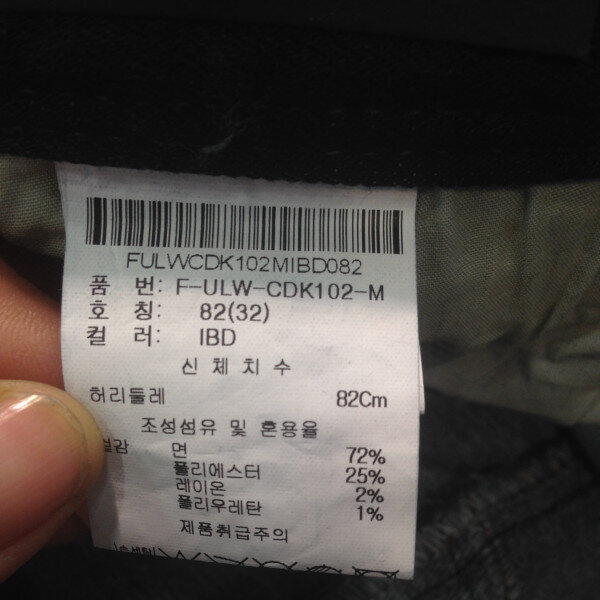 FULWCDK102MIBD082
품 번: F-ULW-CDK102-M
호 칭: 82(32)
컬 러: IBD
신 체 치 수
허리둘레 82Cm
조성섬유 및 혼용율
겉감 면 72%
폴리에스터 25%
레이온 2%
폴리우레탄 1%
제품취급주의